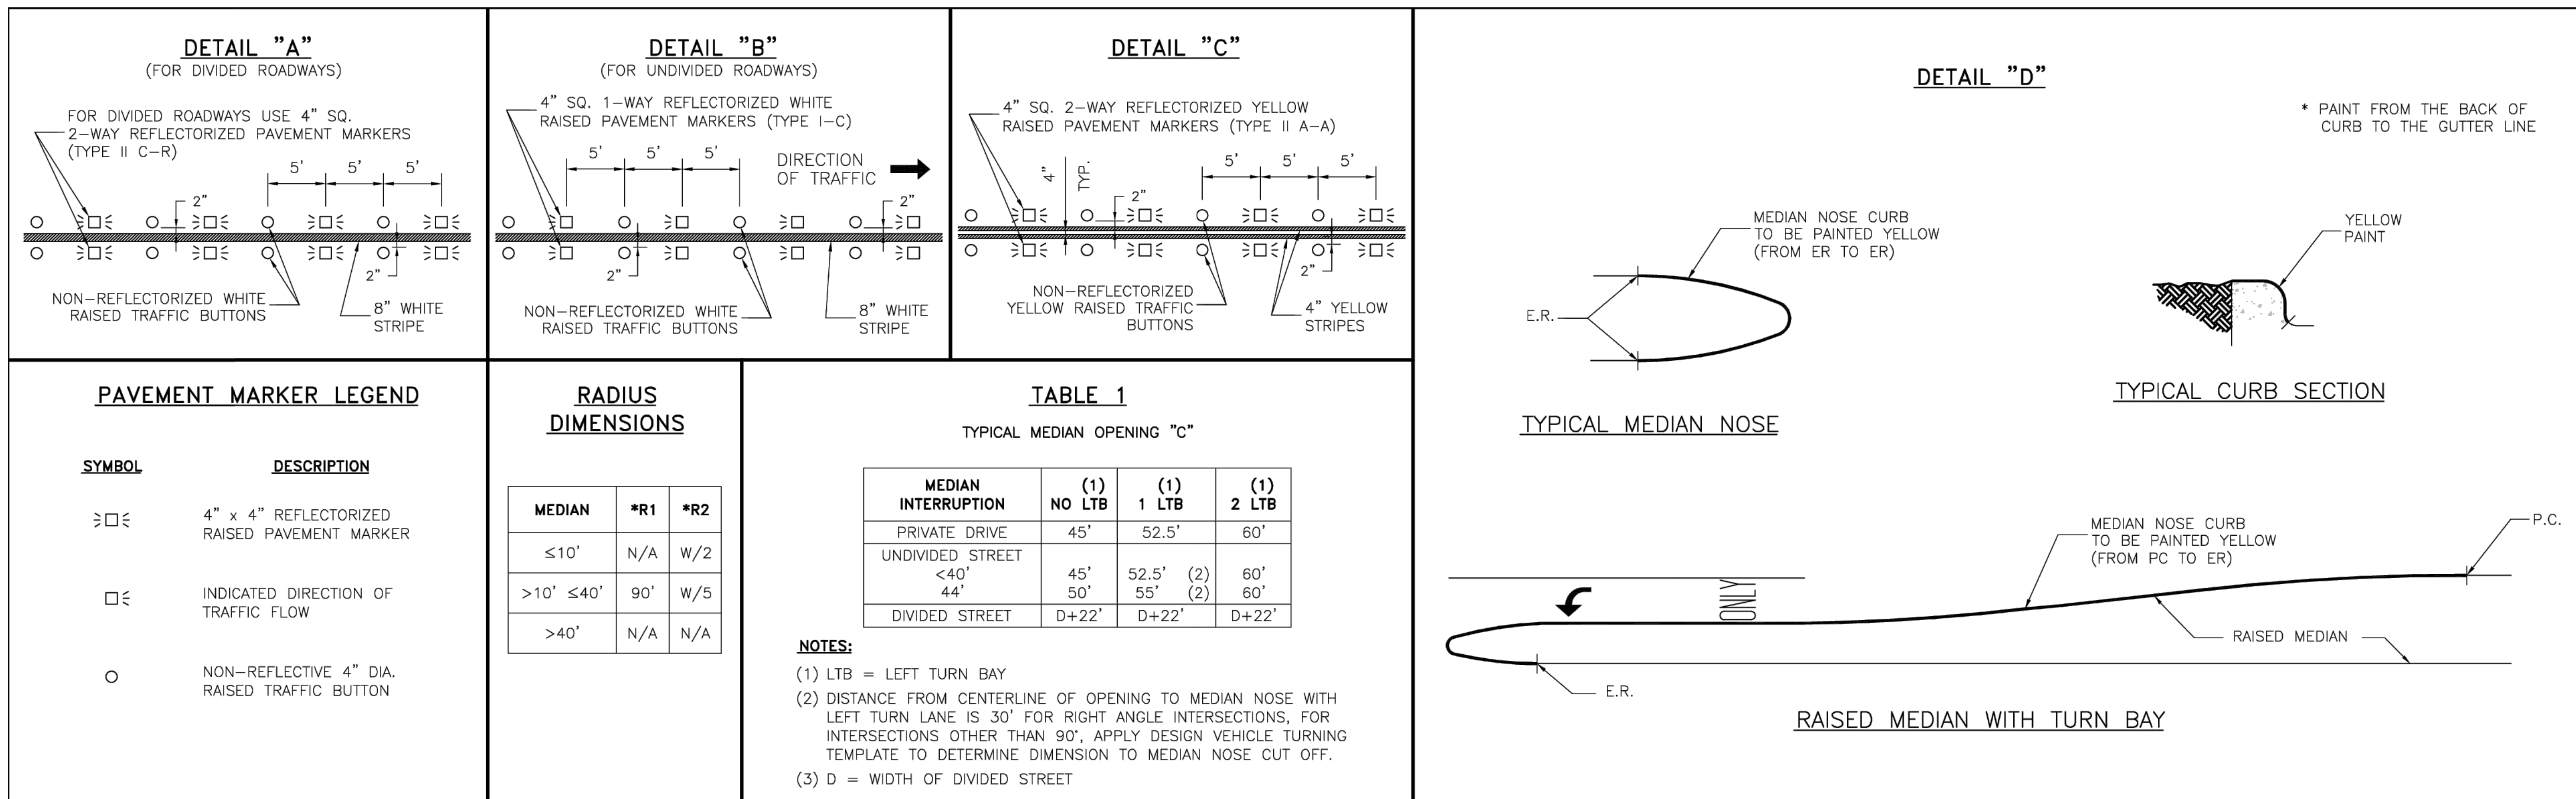 DETAIL "A"
(FOR DIVIDED ROADWAYS)
FOR DIVIDED ROADWAYS USE 4" SQ.
2-WAY REFLECTORIZED PAVEMENT MARKERS
(TYPE II C-R)
5' 5' 5'
2"
2"
NON-REFLECTORIZED WHITE
RAISED TRAFFIC BUTTONS
8" WHITE
STRIPE
DETAIL "B"
(FOR UNDIVIDED ROADWAYS)
4" SQ. 1-WAY REFLECTORIZED WHITE
RAISED PAVEMENT MARKERS (TYPE I-C)
5' 5' 5'
DIRECTION
OF TRAFFIC
2"
2"
NON-REFLECTORIZED WHITE
RAISED TRAFFIC BUTTONS
8" WHITE
STRIPE
DETAIL "C"
4" SQ. 2-WAY REFLECTORIZED YELLOW
RAISED PAVEMENT MARKERS (TYPE II A-A)
4"
TYP.
5' 5' 5'
2"
2"
NON-REFLECTORIZED
YELLOW RAISED TRAFFIC
BUTTONS
4" YELLOW
STRIPES
DETAIL "D"
* PAINT FROM THE BACK OF
CURB TO THE GUTTER LINE
MEDIAN NOSE CURB
TO BE PAINTED YELLOW
(FROM ER TO ER)
E.R.
TYPICAL MEDIAN NOSE
YELLOW
PAINT
TYPICAL CURB SECTION
MEDIAN NOSE CURB
TO BE PAINTED YELLOW
(FROM PC TO ER)
P.C.
ONLY
RAISED MEDIAN
E.R.
RAISED MEDIAN WITH TURN BAY
PAVEMENT MARKER LEGEND
SYMBOL DESCRIPTION
4" x 4" REFLECTORIZED
RAISED PAVEMENT MARKER
INDICATED DIRECTION OF
TRAFFIC FLOW
NON-REFLECTIVE 4" DIA.
RAISED TRAFFIC BUTTON
RADIUS
DIMENSIONS
MEDIAN *R1 *R2
≤10' N/A W/2
>10' ≤40' 90' W/5
>40' N/A N/A
TABLE 1
TYPICAL MEDIAN OPENING "C"
MEDIAN (1) (1) (1)
INTERRUPTION NO LTB 1 LTB 2 LTB
PRIVATE DRIVE 45' 52.5' 60'
UNDIVIDED STREET
<40' 45' 52.5' (2) 60'
44' 50' 55' (2) 60'
DIVIDED STREET D+22' D+22' D+22'
NOTES:
(1) LTB = LEFT TURN BAY
(2) DISTANCE FROM CENTERLINE OF OPENING TO MEDIAN NOSE WITH
LEFT TURN LANE IS 30' FOR RIGHT ANGLE INTERSECTIONS, FOR
INTERSECTIONS OTHER THAN 90°, APPLY DESIGN VEHICLE TURNING
TEMPLATE TO DETERMINE DIMENSION TO MEDIAN NOSE CUT OFF.
(3) D = WIDTH OF DIVIDED STREET